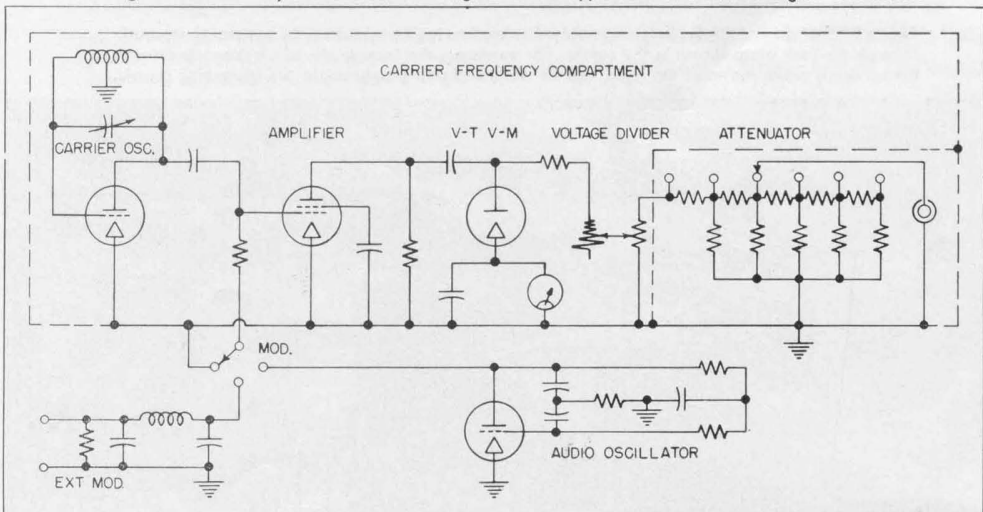 CARRIER FREQUENCY COMPARTMENT
AMPLIFIER
V-T V-M
VOLTAGE DIVIDER
ATTENUATOR
CARRIER OSC.
MOD.
AUDIO OSCILLATOR
EXT MOD.